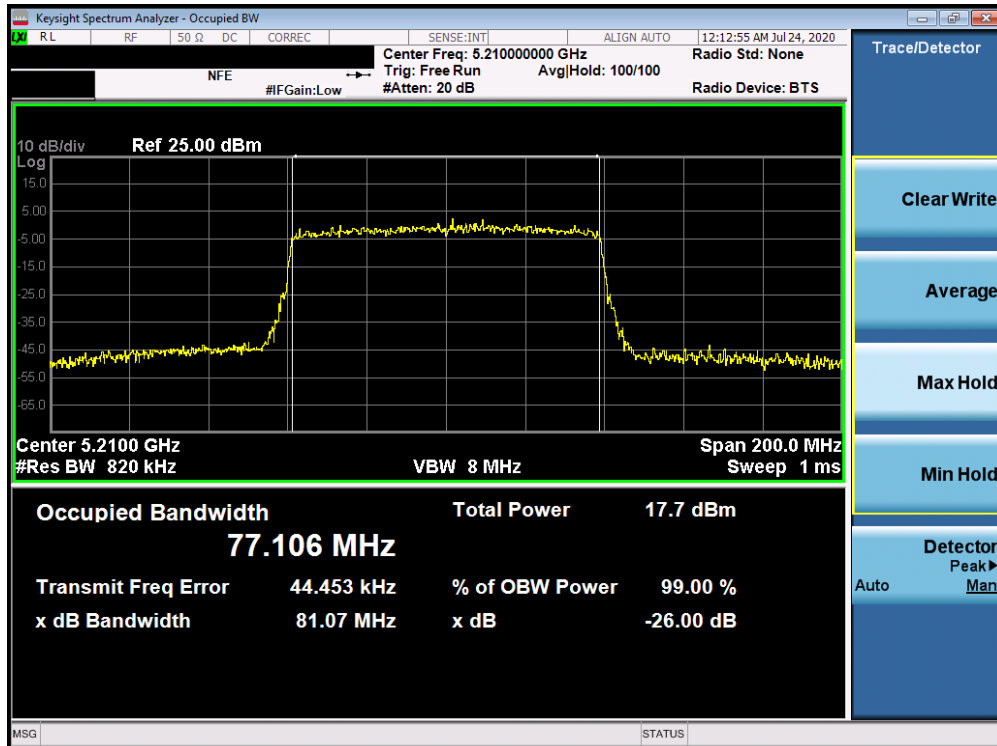 Keysight Spectrum Analyzer - Occupied BW
LXI RL RF 50 Ω DC CORREC SENSE:INT ALIGN AUTO 12:12:55 AM Jul 24, 2020
Center Freq: 5.210000000 GHz Radio Std: None
NFE Trig: Free Run Avg|Hold: 100/100
#IFGain:Low #Atten: 20 dB Radio Device: BTS
10 dB/div Ref 25.00 dBm
Log
15.0
5.00
-5.00
-15.0
-25.0
-35.0
-45.0
-55.0
-65.0
Center 5.2100 GHz Span 200.0 MHz
#Res BW 820 kHz VBW 8 MHz Sweep 1 ms
Occupied Bandwidth Total Power 17.7 dBm
77.106 MHz
Transmit Freq Error 44.453 kHz % of OBW Power 99.00 %
x dB Bandwidth 81.07 MHz x dB -26.00 dB
MSG STATUS
Trace/Detector
Clear Write
Average
Max Hold
Min Hold
Detector
Peak▶
Auto Man